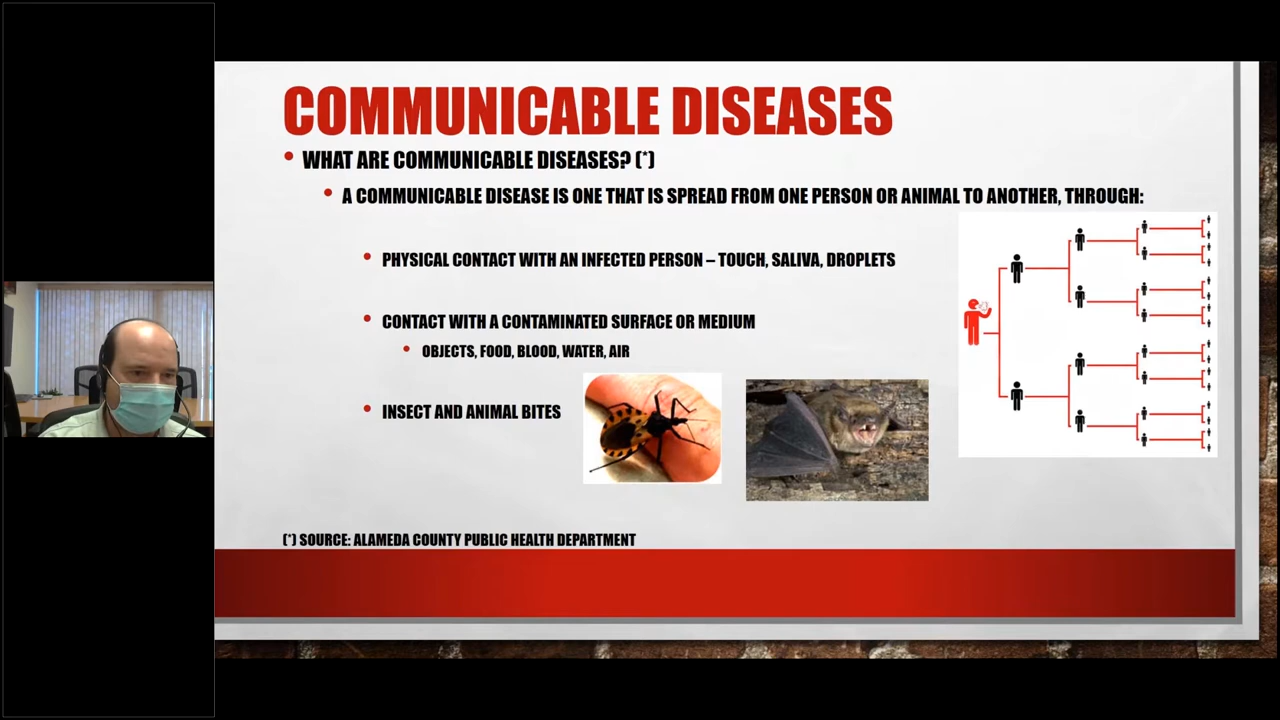 COMMUNICABLE DISEASES
WHAT ARE COMMUNICABLE DISEASES? (*)
A COMMUNICABLE DISEASE IS ONE THAT IS SPREAD FROM ONE PERSON OR ANIMAL TO ANOTHER, THROUGH:
PHYSICAL CONTACT WITH AN INFECTED PERSON – TOUCH, SALIVA, DROPLETS
CONTACT WITH A CONTAMINATED SURFACE OR MEDIUM
OBJECTS, FOOD, BLOOD, WATER, AIR
INSECT AND ANIMAL BITES
(*) SOURCE: ALAMEDA COUNTY PUBLIC HEALTH DEPARTMENT